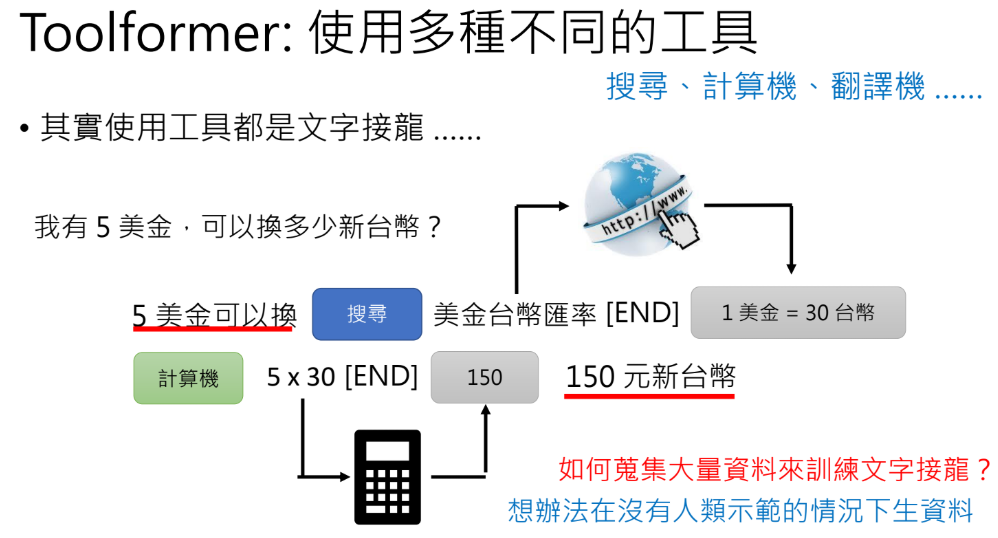 Toolformer: 使用多種不同的工具
搜尋、計算機、翻譯機 ......
• 其實使用工具都是文字接龍 ......
http://www.
我有 5 美金，可以換多少新台幣？
5 美金可以換 搜尋 美金台幣匯率 [END] 1 美金 = 30 台幣
計算機 5 x 30 [END] 150 150 元新台幣
如何蒐集大量資料來訓練文字接龍？
想辦法在沒有人類示範的情況下生資料